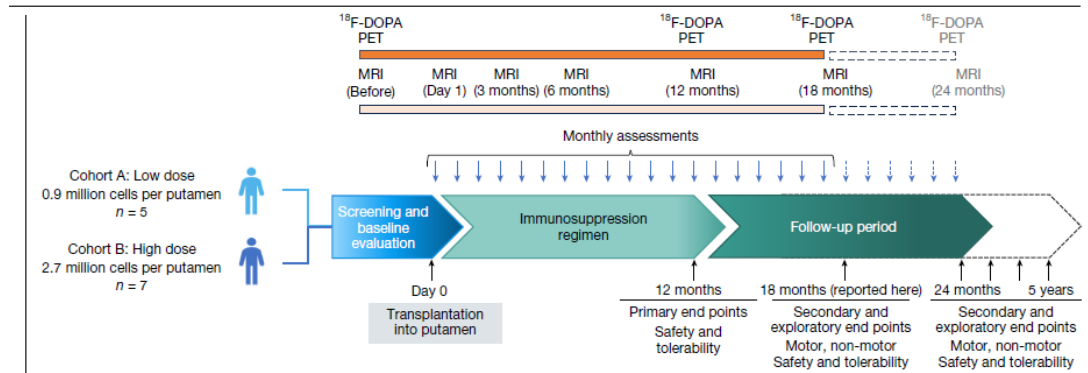 ¹⁸F-DOPA ¹⁸F-DOPA ¹⁸F-DOPA ¹⁸F-DOPA
PET PET PET PET
MRI MRI MRI MRI MRI MRI MRI
(Before) (Day 1) (3 months) (6 months) (12 months) (18 months) (24 months)
Monthly assessments
Cohort A: Low dose
0.9 million cells per putamen
n = 5
Cohort B: High dose
2.7 million cells per putamen
n = 7
Screening and
baseline
evaluation
Immunosuppression
regimen
Follow-up period
Day 0
Transplantation
into putamen
12 months
Primary end points
Safety and
tolerability
18 months (reported here)
Secondary and
exploratory end points
Motor, non-motor
Safety and tolerability
24 months 5 years
Secondary and
exploratory end points
Motor, non-motor
Safety and tolerability